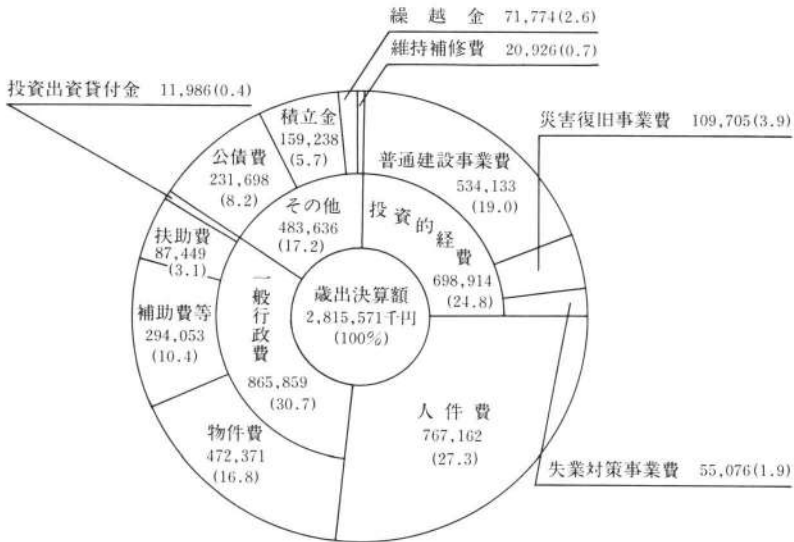 繰越金 71,774(2.6)
維持補修費 20,926(0.7)
投資出資貸付金 11,986(0.4)
災害復旧事業費 109,705(3.9)
積立金
159,238
(5.7)
公債費
231,698
(8.2)
普通建設事業費
534,133
(19.0)
その他
483,636
(17.2)
投資的経費
698,914
(24.8)
扶助費
87,449
(3.1)
歳出決算額
2,815,571千円
(100%)
補助費等
294,053
(10.4)
一般行政費
865,859
(30.7)
物件費
472,371
(16.8)
人件費
767,162
(27.3)
失業対策事業費 55,076(1.9)